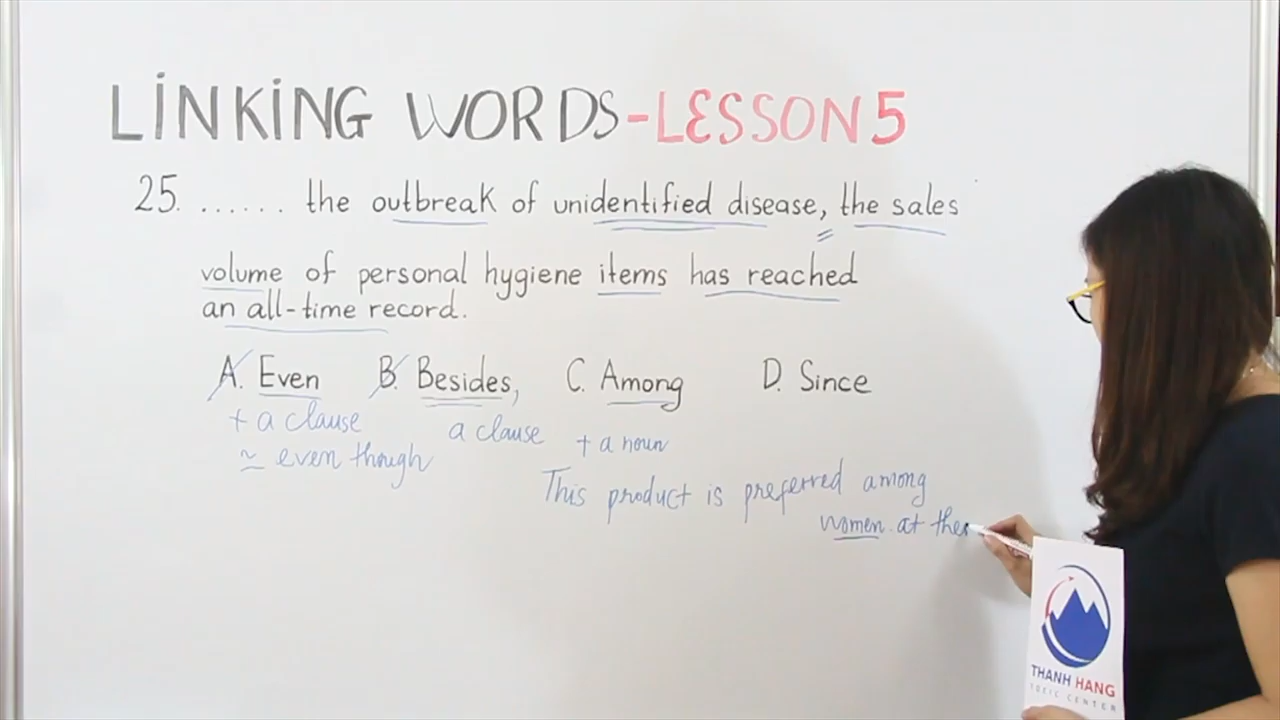 LINKING WORDS-LESSON 5
25. ...... the outbreak of unidentified disease, the sales
volume of personal hygiene items has reached
an all-time record.
A. Even B. Besides, C. Among D. Since
+ a clause a clause + a noun
≃ even though
This product is preferred among
women at their
THANH HANG
TOEIC CENTER